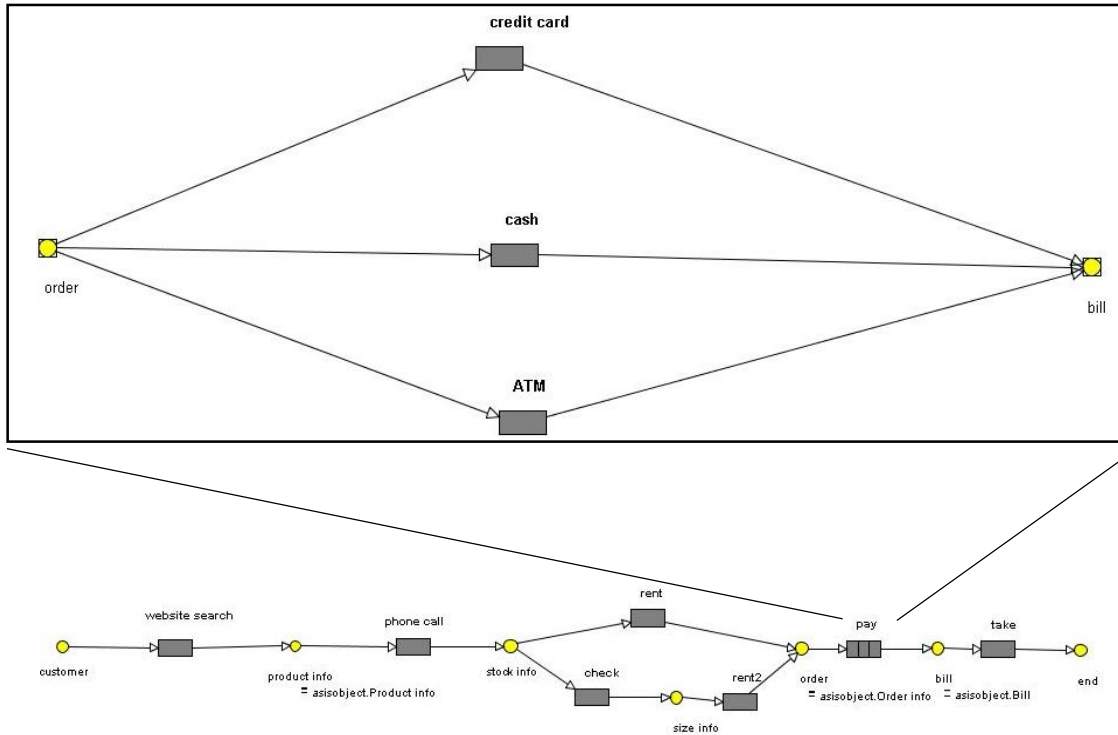 credit card
cash
order
bill
ATM
rent
pay
take
website search
phone call
customer
product info
= asisobject.Product info
stock info
check
rent2
order
= asisobject.Order info
bill
= asisobject.Bill
end
size info